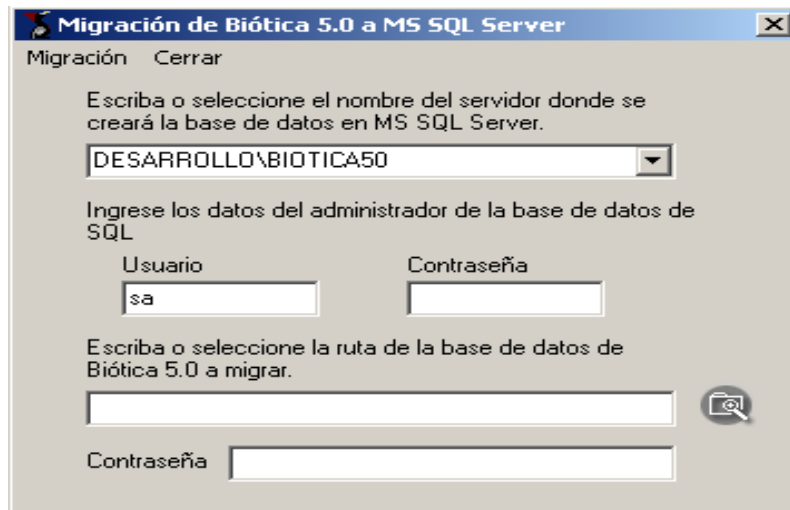 Migración de Biótica 5.0 a MS SQL Server
Migración Cerrar
Escriba o seleccione el nombre del servidor donde se
creará la base de datos en MS SQL Server.
DESARROLLO\BIOTICA50
Ingrese los datos del administrador de la base de datos de
SQL
Usuario Contraseña
sa
Escriba o seleccione la ruta de la base de datos de
Biótica 5.0 a migrar.
Contraseña